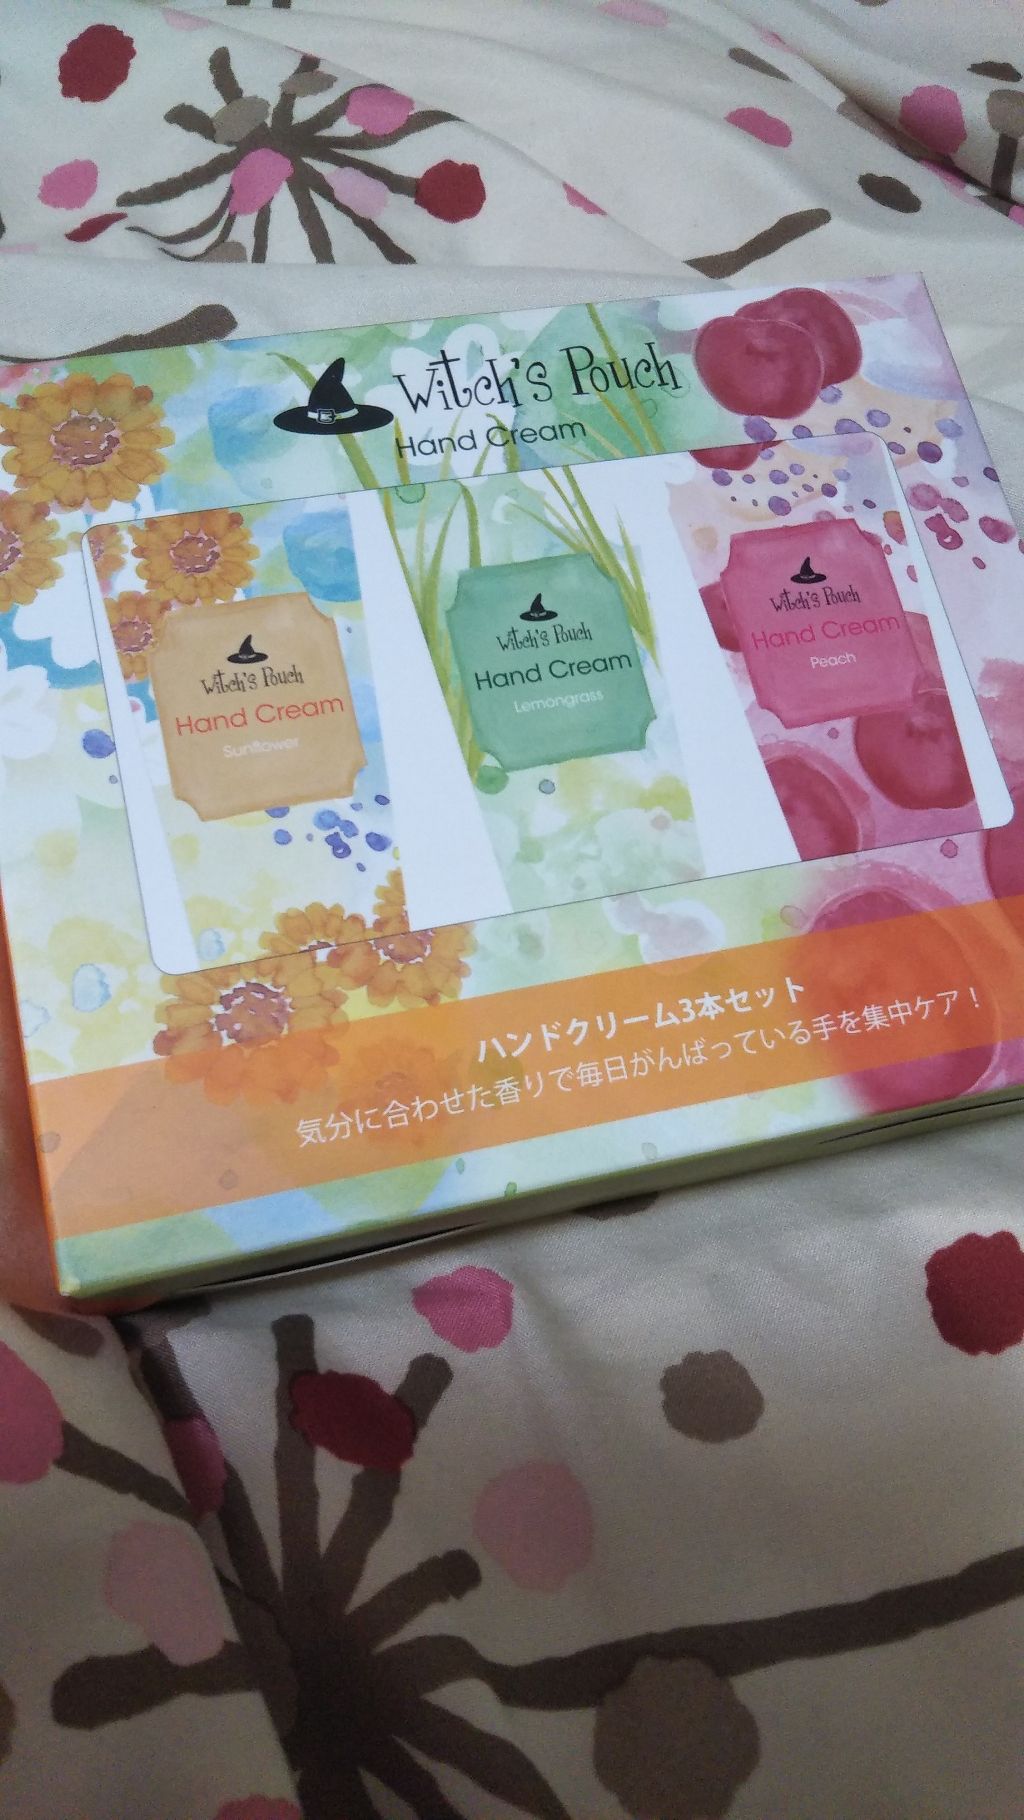 Witch's Pouch
Hand Cream
Witch's Pouch
Hand Cream
Sunflower
Witch's Pouch
Hand Cream
Lemongrass
Witch's Pouch
Hand Cream
Peach
ハンドクリーム3本セット
気分に合わせた香りで毎日がんばっている手を集中ケア！